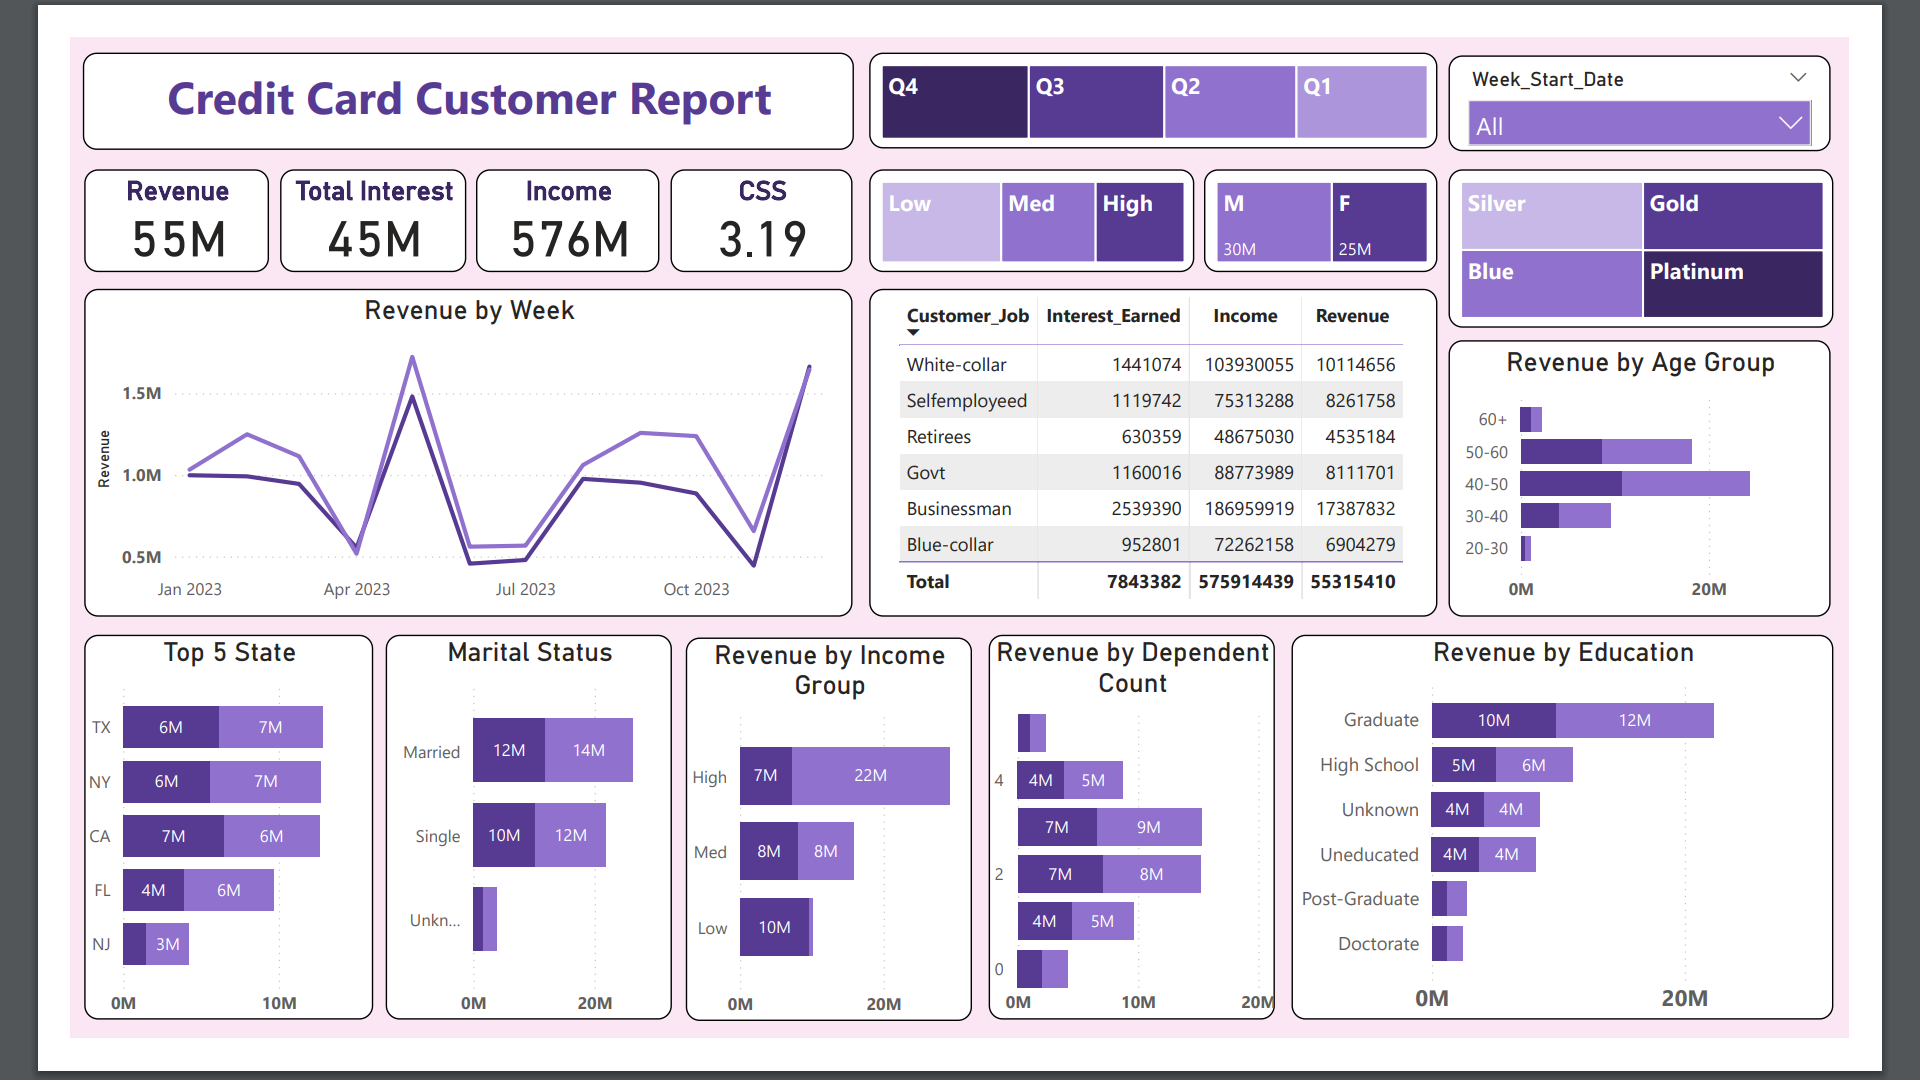 Credit Card Customer Report
Q4 Q3 Q2 Q1
Week_Start_Date
All
Revenue
55M
Total Interest
45M
Income
576M
CSS
3.19
Low Med High
M F
30M 25M
Silver Gold
Blue Platinum
Revenue by Week
Revenue
1.5M
1.0M
0.5M
Jan 2023 Apr 2023 Jul 2023 Oct 2023
Customer_Job Interest_Earned Income Revenue
White-collar 1441074 103930055 10114656
Selfemployeed 1119742 75313288 8261758
Retirees 630359 48675030 4535184
Govt 1160016 88773989 8111701
Businessman 2539390 186959919 17387832
Blue-collar 952801 72262158 6904279
Total 7843382 575914439 55315410
Revenue by Age Group
60+
50-60
40-50
30-40
20-30
0M 20M
Top 5 State
TX 6M 7M
NY 6M 7M
CA 7M 6M
FL 4M 6M
NJ 3M
0M 10M
Marital Status
Married 12M 14M
Single 10M 12M
Unkn...
0M 20M
Revenue by Income
Group
High 7M 22M
Med 8M 8M
Low 10M
0M 20M
Revenue by Dependent
Count
4 4M 5M
7M 9M
2 7M 8M
4M 5M
0
0M 10M 20M
Revenue by Education
Graduate 10M 12M
High School 5M 6M
Unknown 4M 4M
Uneducated 4M 4M
Post-Graduate
Doctorate
0M 20M